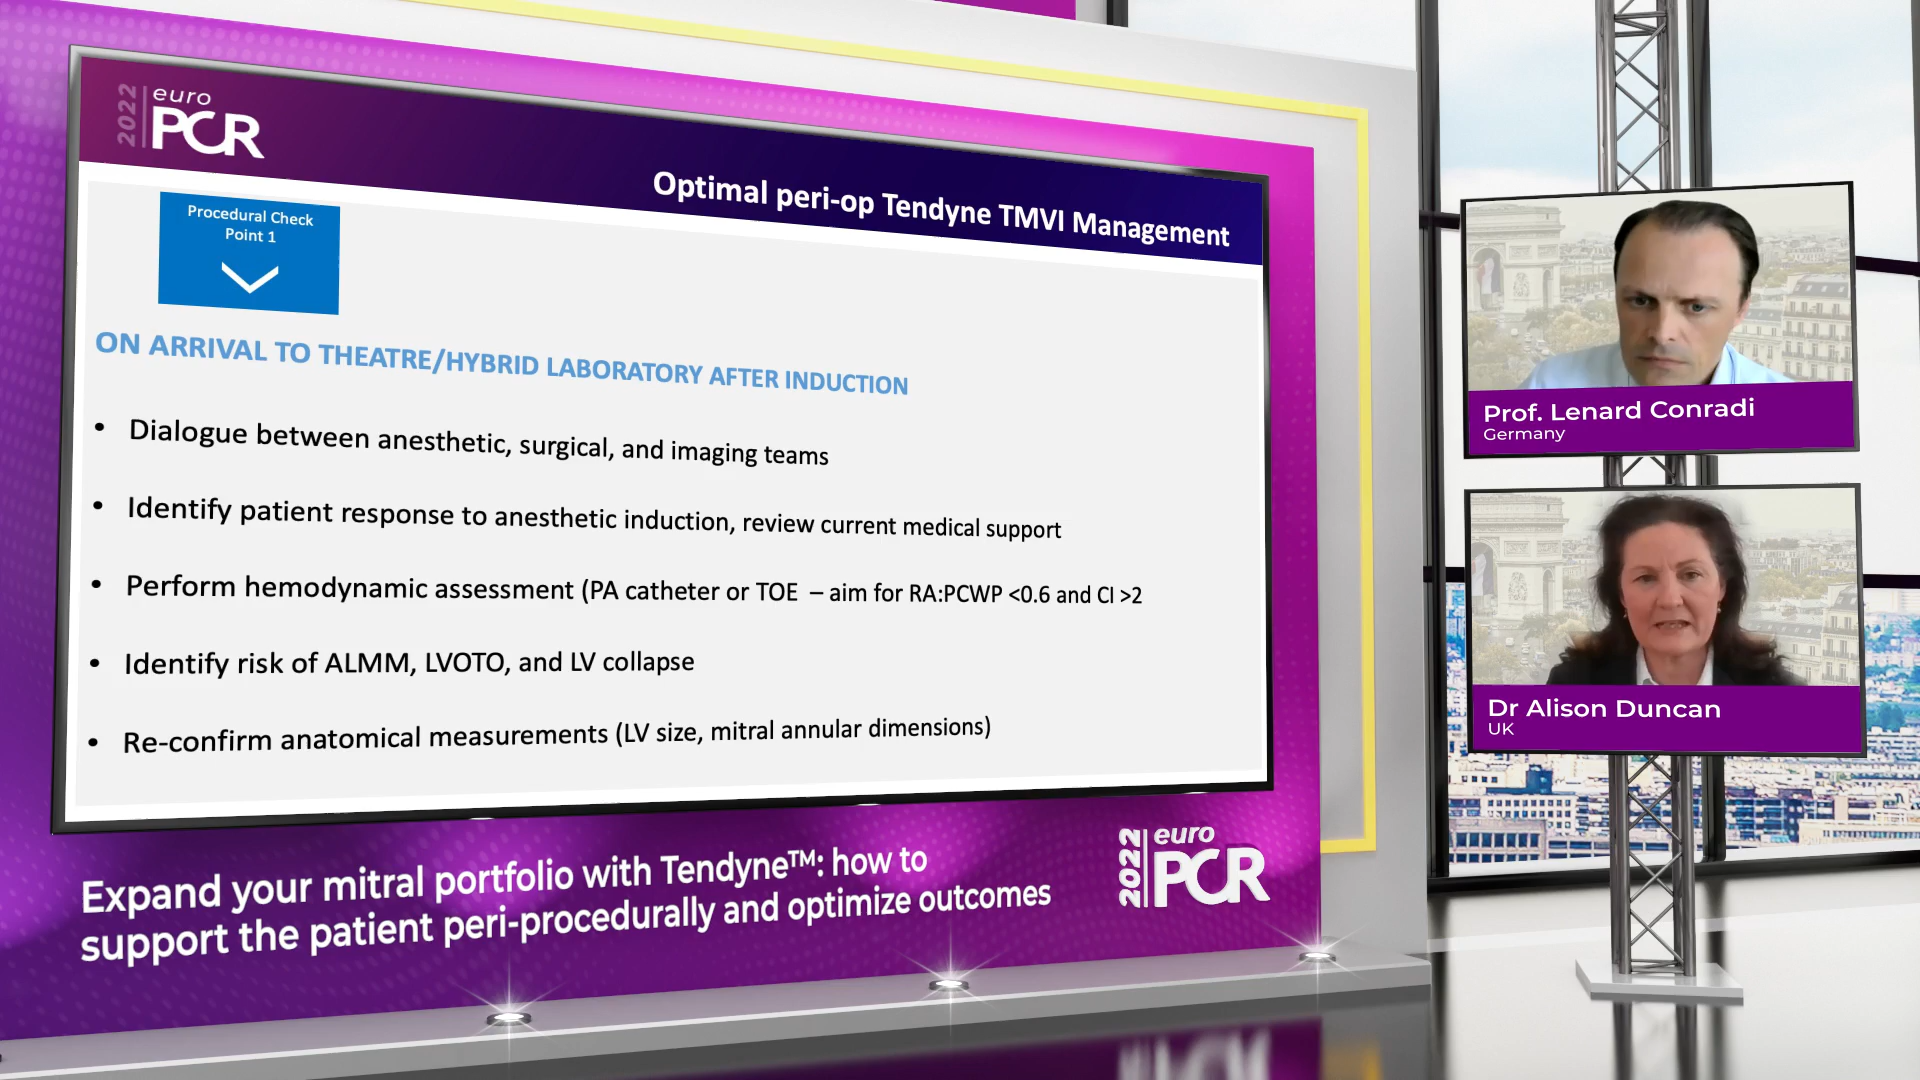 2022 euro PCR
Optimal peri-op Tendyne TMVI Management
Procedural Check
Point 1
ON ARRIVAL TO THEATRE/HYBRID LABORATORY AFTER INDUCTION
• Dialogue between anesthetic, surgical, and imaging teams
• Identify patient response to anesthetic induction, review current medical support
• Perform hemodynamic assessment (PA catheter or TOE – aim for RA:PCWP <0.6 and CI >2
• Identify risk of ALMM, LVOTO, and LV collapse
• Re-confirm anatomical measurements (LV size, mitral annular dimensions)
Expand your mitral portfolio with Tendyne™: how to
support the patient peri-procedurally and optimize outcomes
2022 euro PCR
Prof. Lenard Conradi
Germany
Dr Alison Duncan
UK